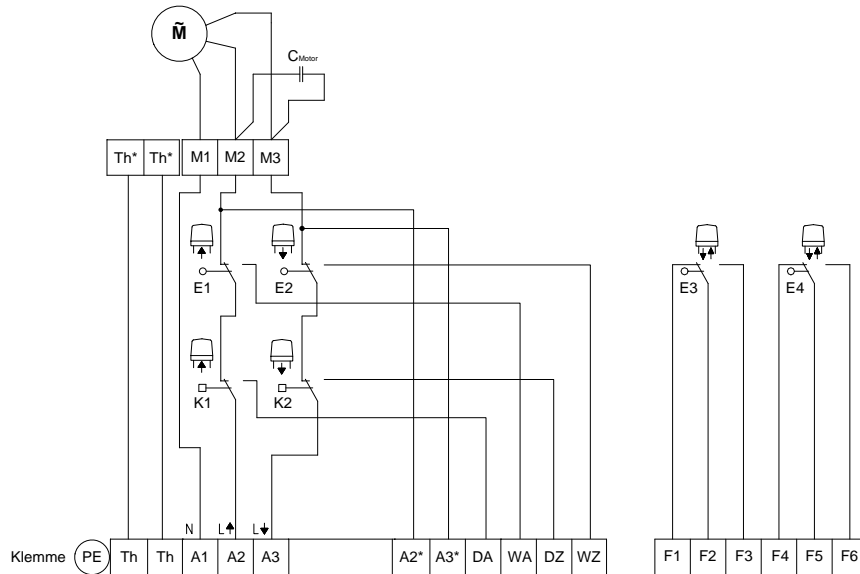 M̃
C Motor
Th* Th* M1 M2 M3
E1 E2 E3 E4
K1 K2
N L L
Klemme PE Th Th A1 A2 A3 A2* A3* DA WA DZ WZ F1 F2 F3 F4 F5 F6